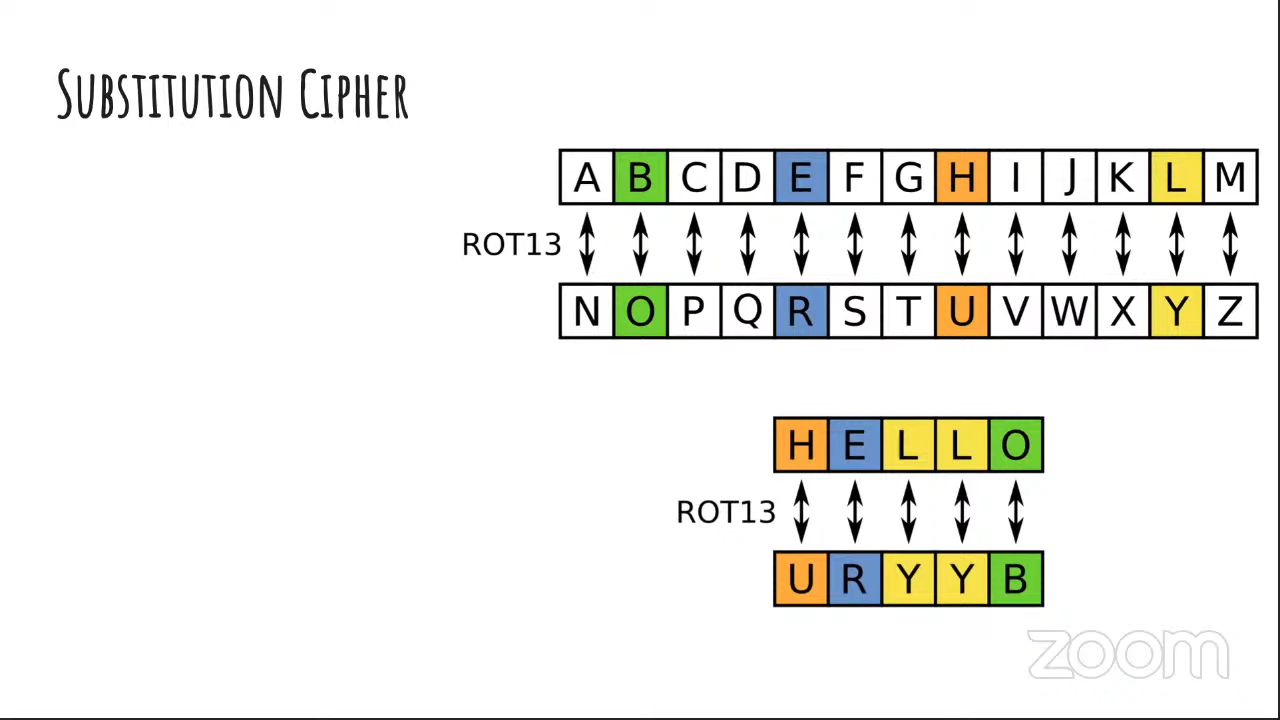 SUBSTITUTION CIPHER
A B C D E F G H I J K L M
ROT13
N O P Q R S T U V W X Y Z
H E L L O
ROT13
U R Y Y B
zoom